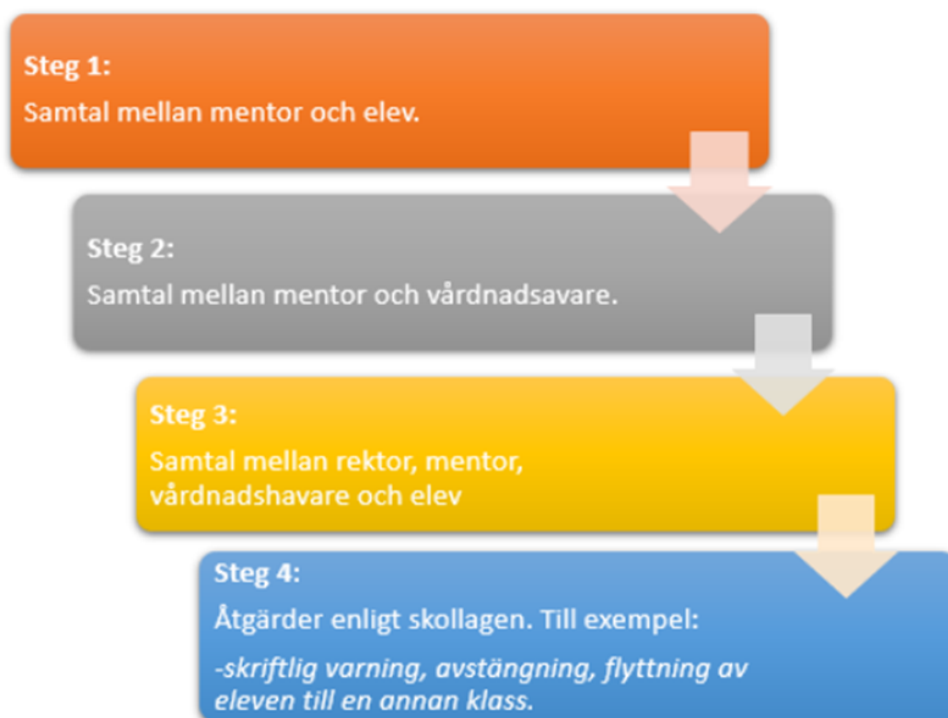 Steg 1:
Samtal mellan mentor och elev.
Steg 2:
Samtal mellan mentor och vårdnadsavare.
Steg 3:
Samtal mellan rektor, mentor,
vårdnadshavare och elev
Steg 4:
Åtgärder enligt skollagen. Till exempel:
-skriftlig varning, avstängning, flyttning av
eleven till en annan klass.